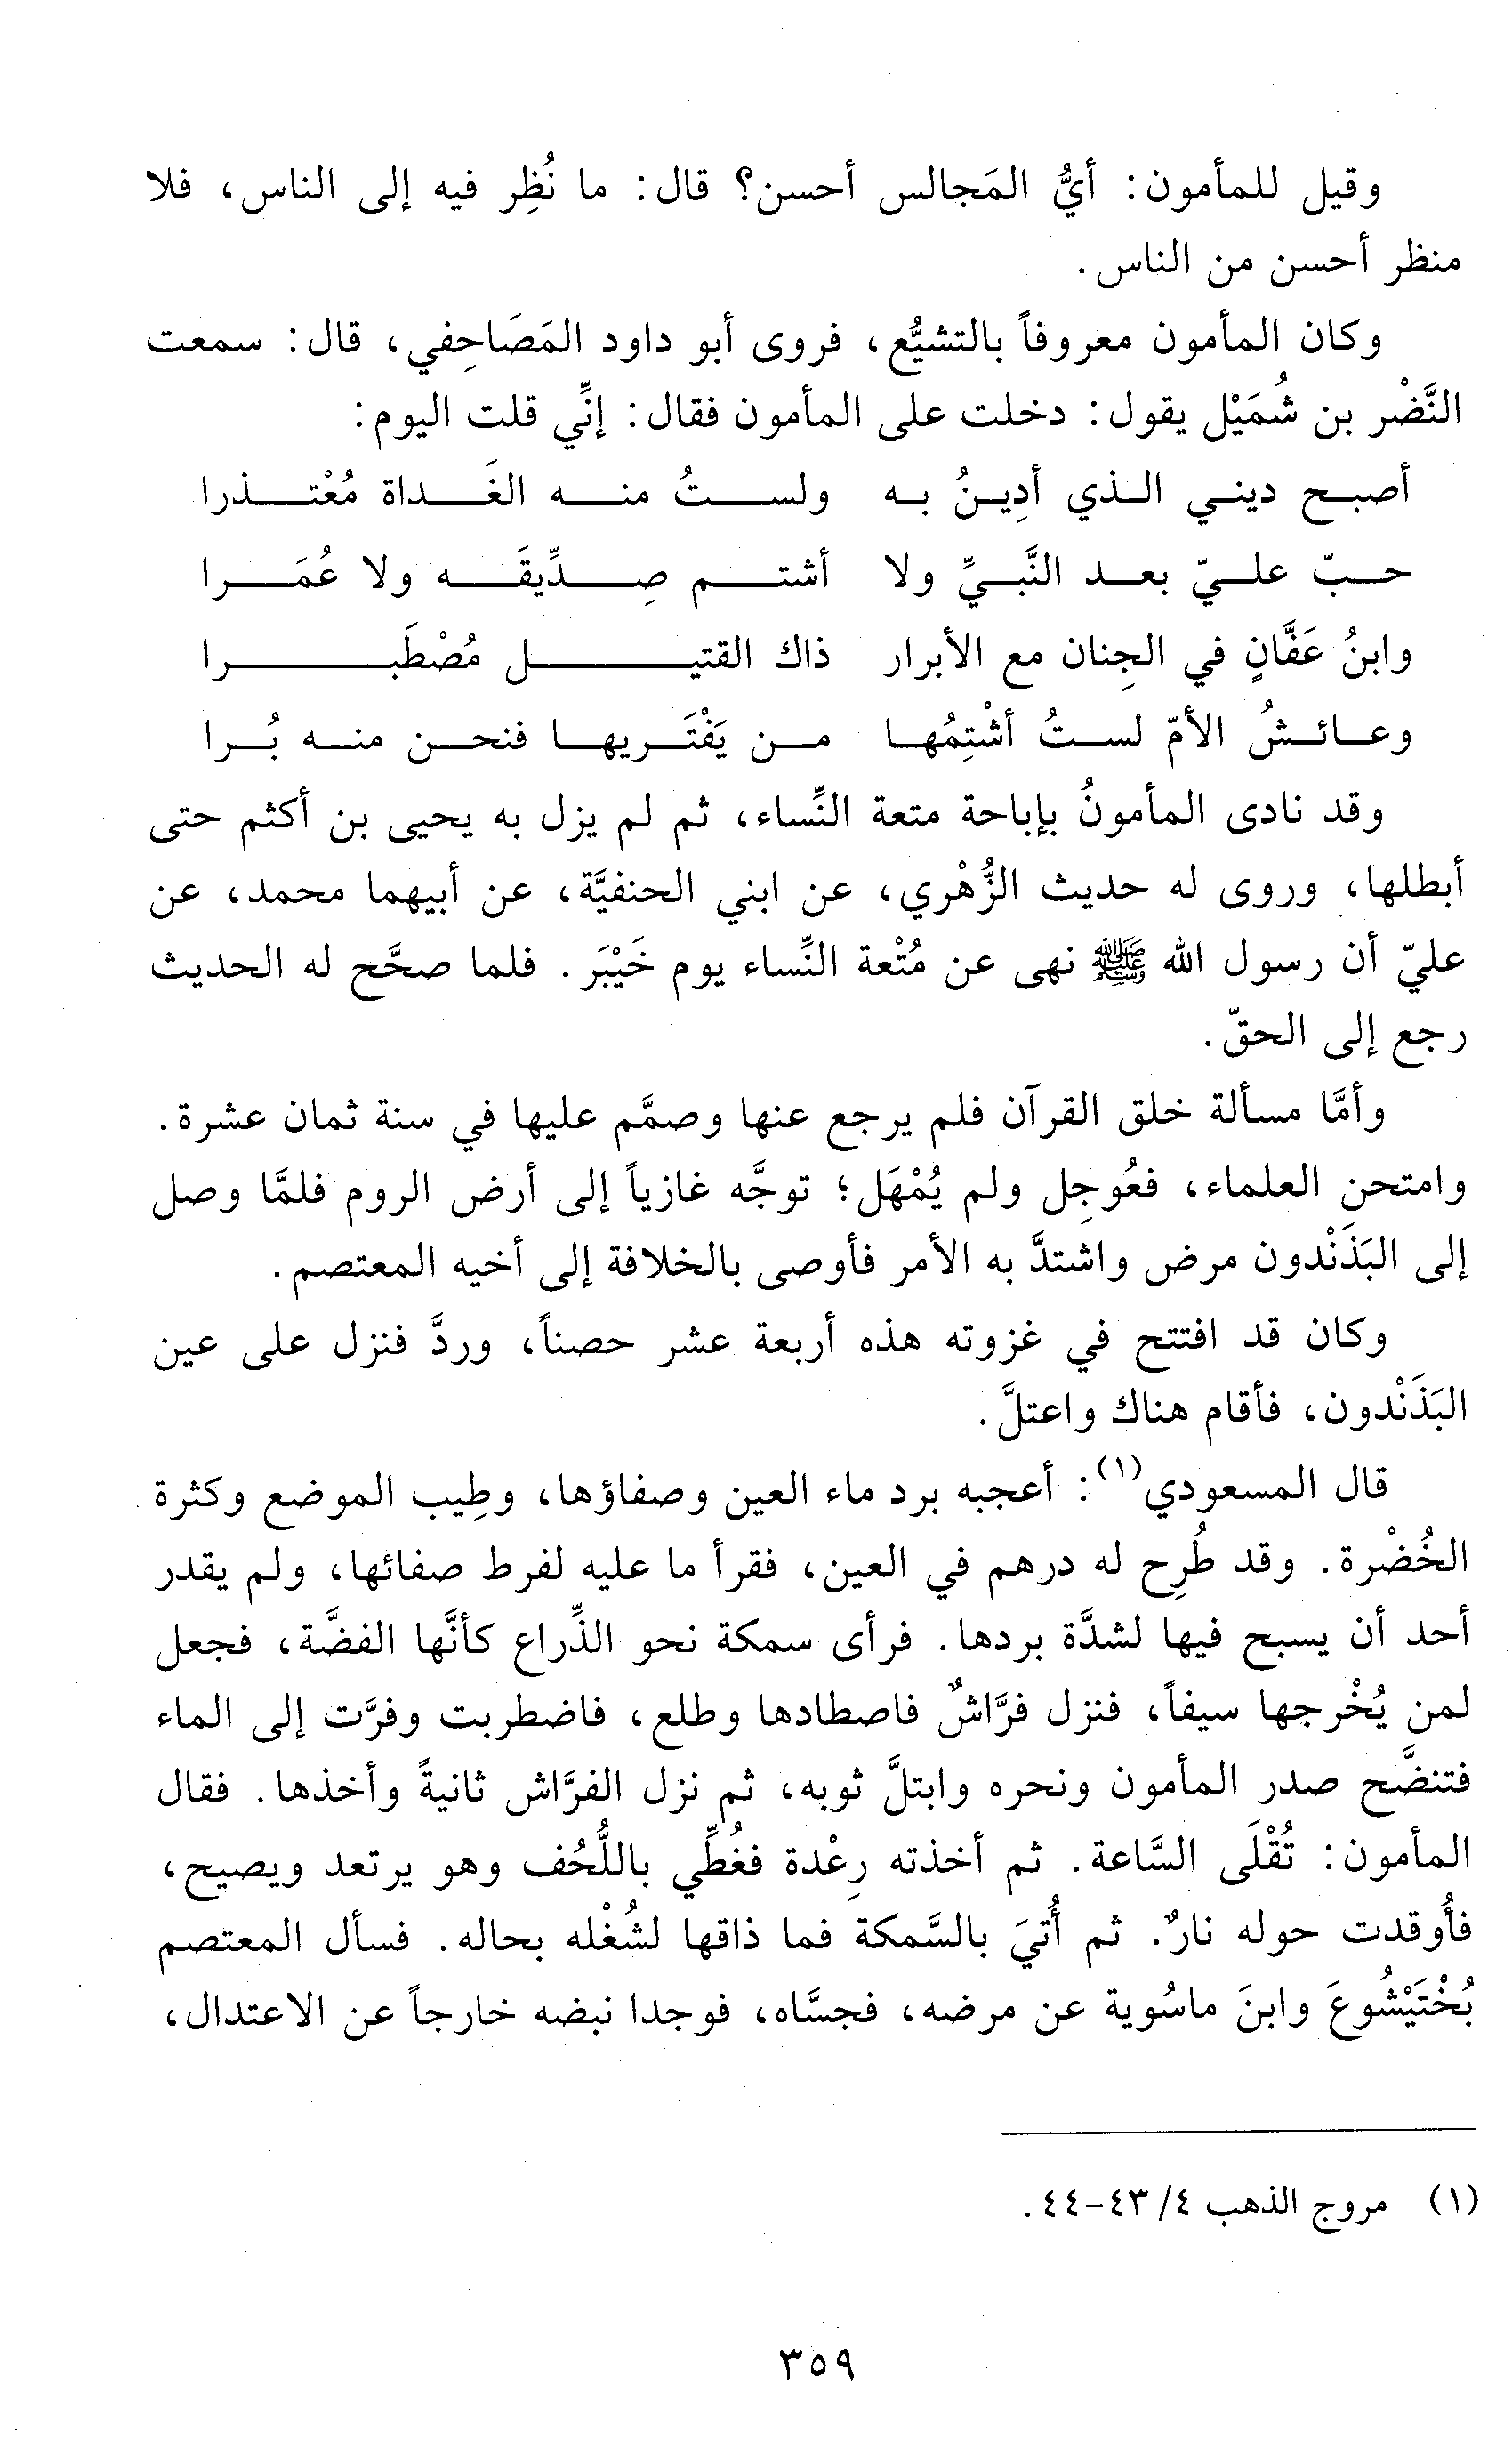 وقيل للمأمون: أيُّ المَجالس أحسن؟ قال: ما نُظِر فيه إلى الناس، فلا
منظر أحسن من الناس.
وكان المأمون معروفاً بالتشيُّع، فروى أبو داود المَصَاحِفي، قال: سمعت
النَّضْر بن شُمَيْل يقول: دخلت على المأمون فقال: إنِّي قلت اليوم:
أصبح ديني الذي أدِينُ به ولستُ منه الغَداة مُعْتذرا
حبّ عليّ بعد النَّبيِّ ولا أشتم صِدِّيقَه ولا عُمَرا
وابنُ عَفَّانٍ في الجِنان مع الأبرار ذاك القتيل مُصْطَبرا
وعائشُ الأمّ لستُ أشْتِمُها من يَفْتَريها فنحن منه بُرا
وقد نادى المأمونُ بإباحة متعة النِّساء، ثم لم يزل به يحيى بن أكثم حتى
أبطلها، وروى له حديث الزُّهْري، عن ابني الحنفيَّة، عن أبيهما محمد، عن
عليّ أن رسول الله ﷺ نهى عن مُتْعة النِّساء يوم خَيْبَر. فلما صحَّح له الحديث
رجع إلى الحقّ.
وأمَّا مسألة خلق القرآن فلم يرجع عنها وصمَّم عليها في سنة ثمان عشرة.
وامتحن العلماء، فعُوجِل ولم يُمْهَل؛ توجَّه غازياً إلى أرض الروم فلمَّا وصل
إلى البَذَنْدون مرض واشتدَّ به الأمر فأوصى بالخلافة إلى أخيه المعتصم.
وكان قد افتتح في غزوته هذه أربعة عشر حصناً، وردَّ فنزل على عين
البَذَنْدون، فأقام هناك واعتلَّ.
قال المسعودي(١): أعجبه برد ماء العين وصفاؤها، وطِيب الموضع وكثرة
الخُضْرة. وقد طُرِح له درهم في العين، فقرأ ما عليه لفرط صفائها، ولم يقدر
أحد أن يسبح فيها لشدَّة بردها. فرأى سمكة نحو الذِّراع كأنَّها الفضَّة، فجعل
لمن يُخْرجها سيفاً، فنزل فرَّاشٌ فاصطادها وطلع، فاضطربت وفرَّت إلى الماء
فتنضَّح صدر المأمون ونحره وابتلَّ ثوبه، ثم نزل الفرَّاش ثانيةً وأخذها. فقال
المأمون: تُقْلَى السَّاعة. ثم أخذته رِعْدة فغُطِّي باللُّحُف وهو يرتعد ويصيح،
فأُوقدت حوله نارٌ. ثم أُتيَ بالسَّمكة فما ذاقها لشُغْله بحاله. فسأل المعتصم
بُخْتَيْشُوعَ وابنَ ماسُوية عن مرضه، فجسَّاه، فوجدا نبضه خارجاً عن الاعتدال،
(١) مروج الذهب ٤/ ٤٣-٤٤.
٣٥٩